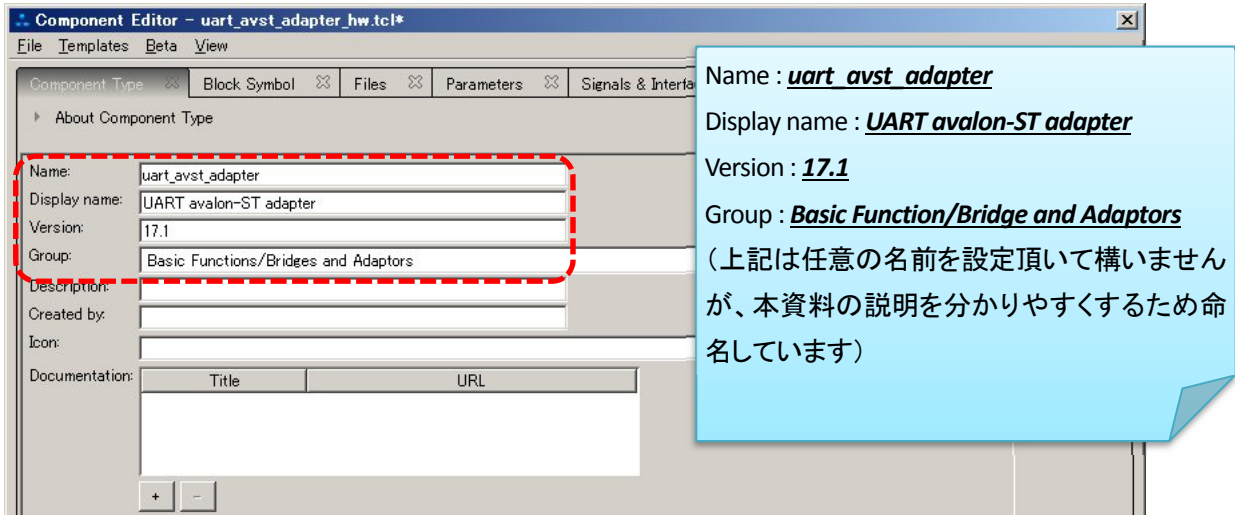 Component Editor - uart_avst_adapter_hw.tcl*
File Templates Beta View
Component Type Block Symbol Files Parameters Signals & Interfa
About Component Type
Name: uart_avst_adapter
Display name: UART avalon-ST adapter
Version: 17.1
Group: Basic Functions/Bridges and Adaptors
Description:
Created by:
Icon:
Documentation: Title URL
+ -
Name : uart_avst_adapter
Display name : UART avalon-ST adapter
Version : 17.1
Group : Basic Function/Bridge and Adaptors
（上記は任意の名前を設定頂いて構いません
が、本資料の説明を分かりやすくするため命
名しています）